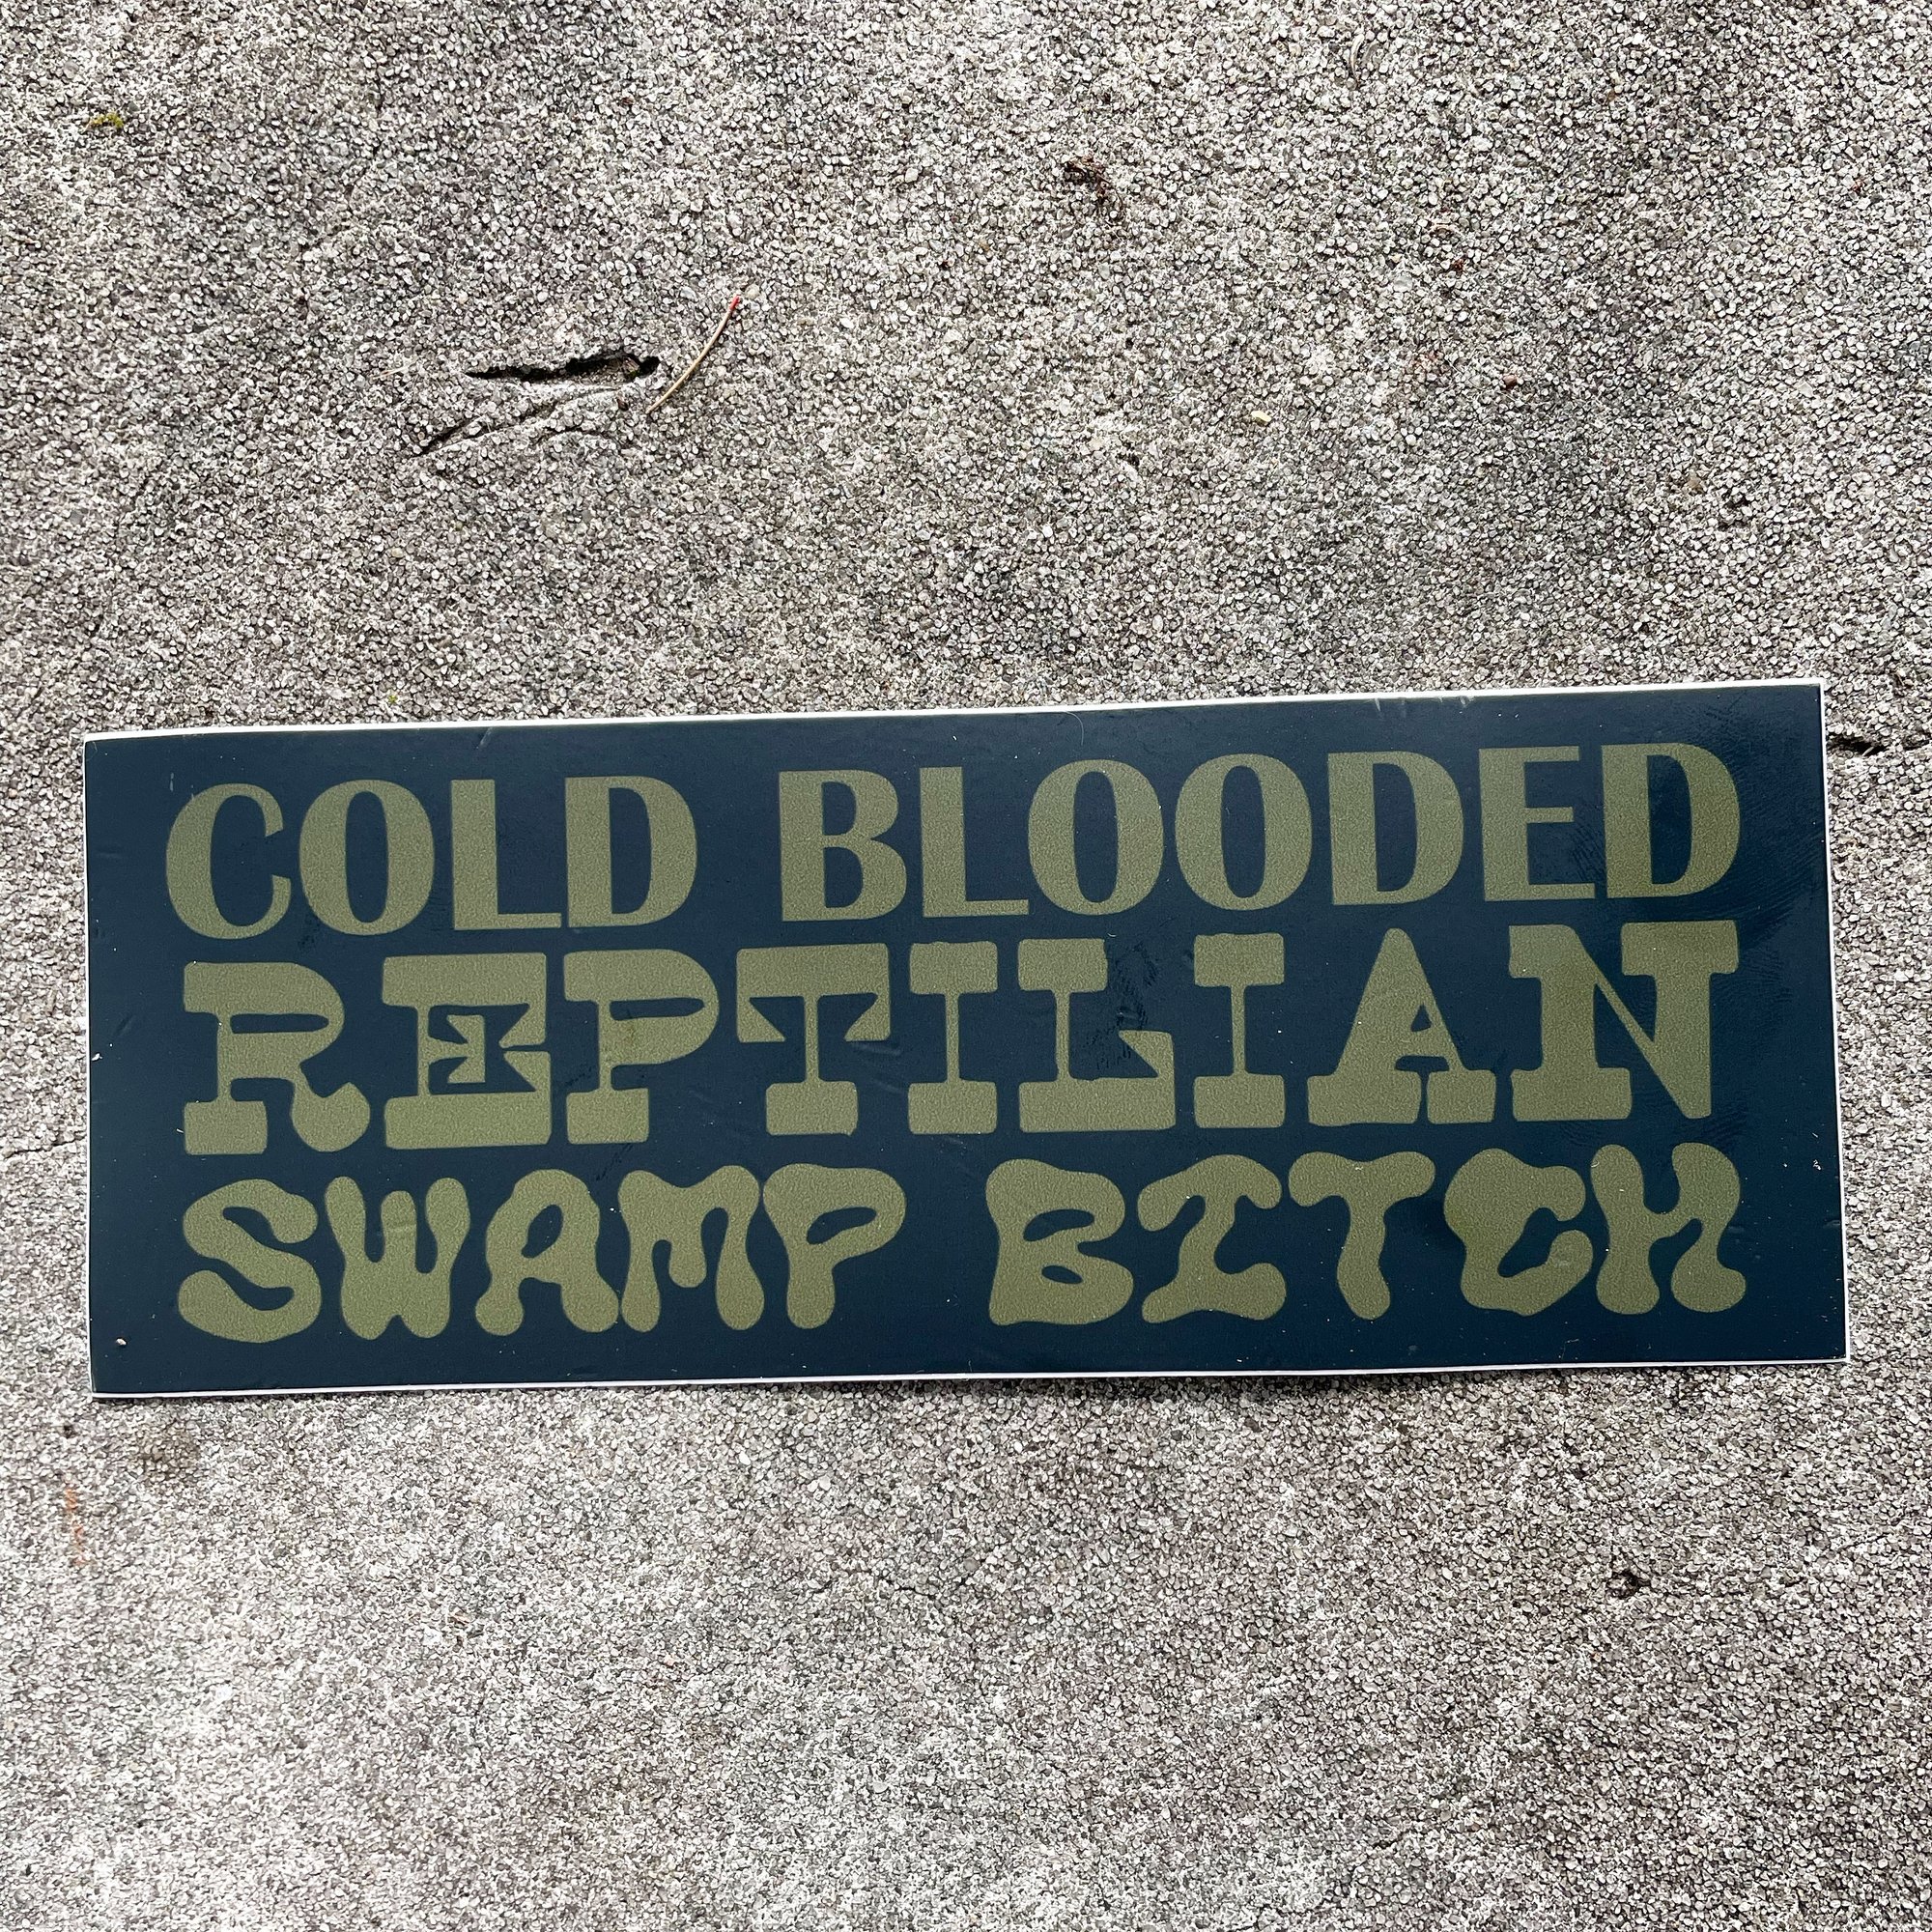 COLD BLOODED
REPTILIAN
SWAMP BITCH